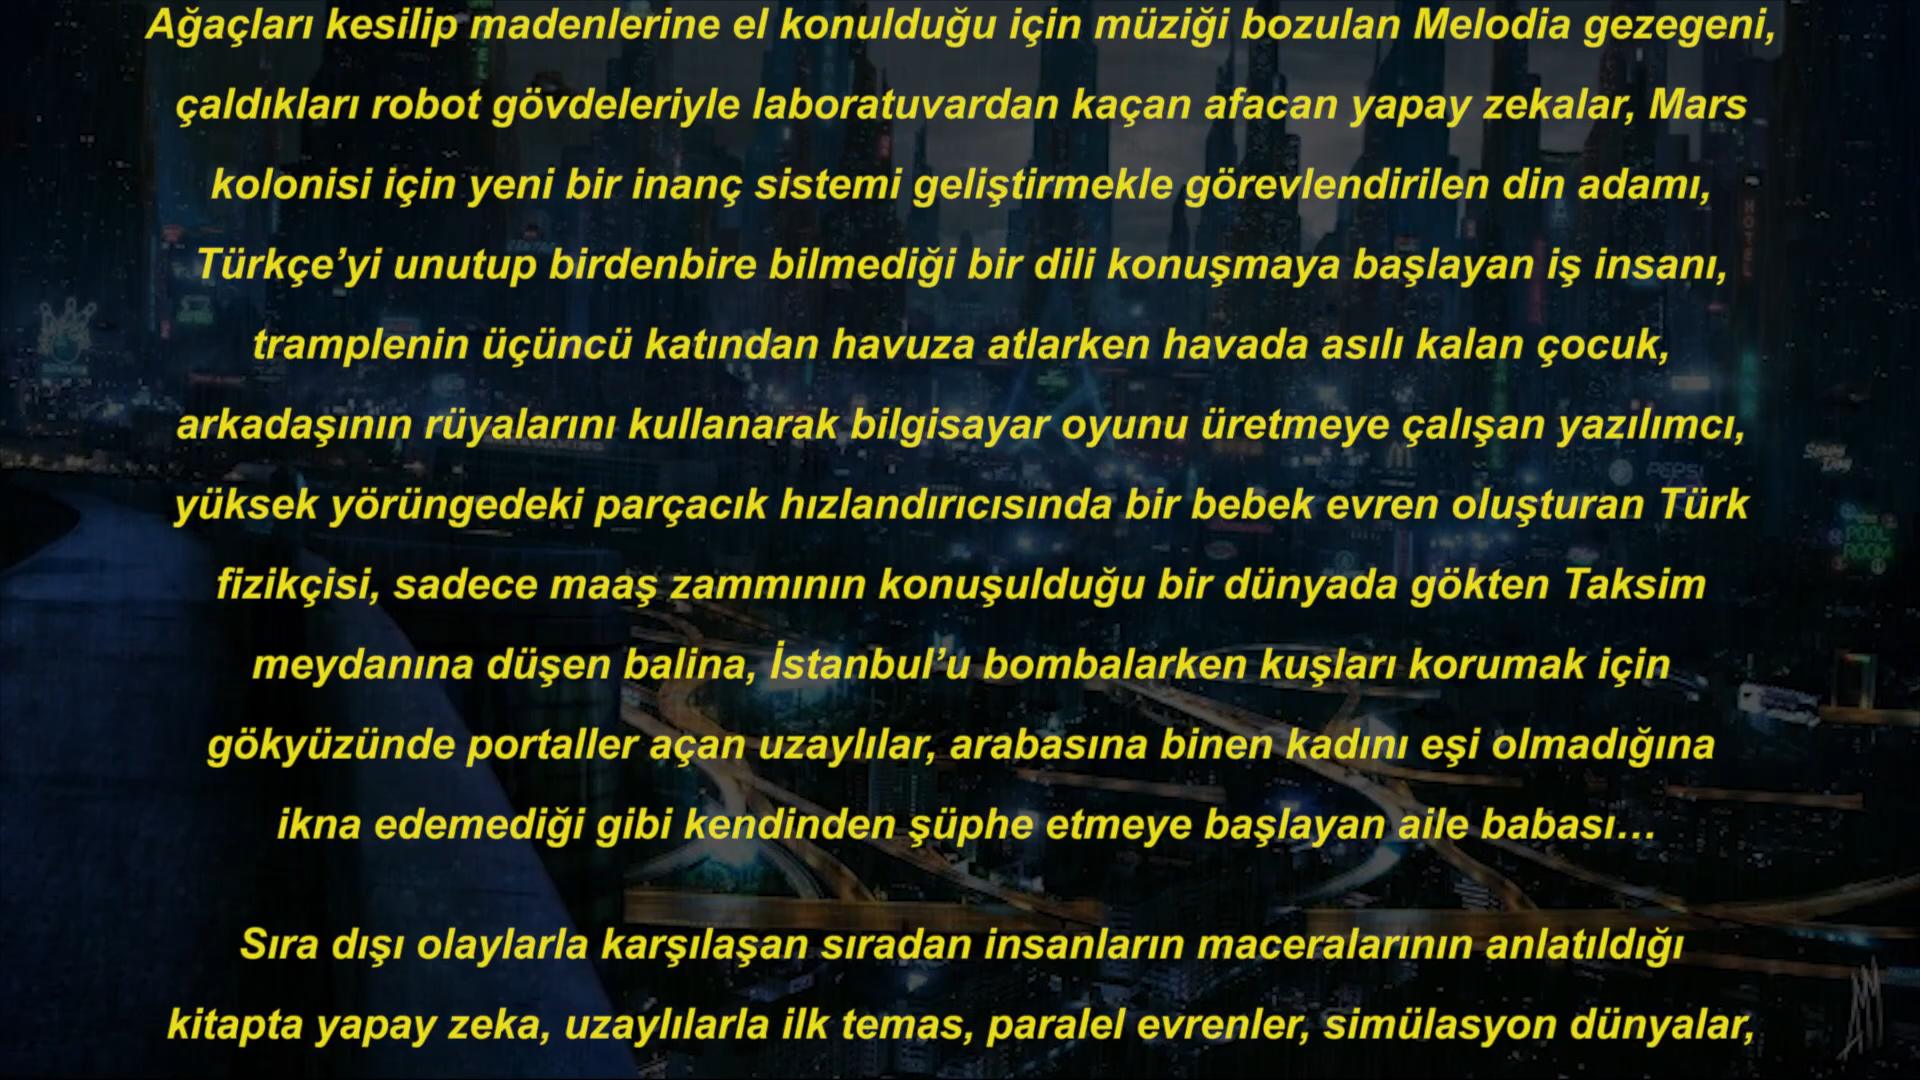 Ağaçları kesilip madenlerine el konulduğu için müziği bozulan Melodia gezegeni,
çaldıkları robot gövdeleriyle laboratuvardan kaçan afacan yapay zekalar, Mars
kolonisi için yeni bir inanç sistemi geliştirmekle görevlendirilen din adamı,
Türkçe’yi unutup birdenbire bilmediği bir dili konuşmaya başlayan iş insanı,
tramplenin üçüncü katından havuza atlarken havada asılı kalan çocuk,
arkadaşının rüyalarını kullanarak bilgisayar oyunu üretmeye çalışan yazılımcı,
yüksek yörüngedeki parçacık hızlandırıcısında bir bebek evren oluşturan Türk
fizikçisi, sadece maaş zammının konuşulduğu bir dünyada gökten Taksim
meydanına düşen balina, İstanbul’u bombalarken kuşları korumak için
gökyüzünde portaller açan uzaylılar, arabasına binen kadını eşi olmadığına
ikna edemediği gibi kendinden şüphe etmeye başlayan aile babası…
Sıra dışı olaylarla karşılaşan sıradan insanların maceralarının anlatıldığı
kitapta yapay zeka, uzaylılarla ilk temas, paralel evrenler, simülasyon dünyalar,
HOTEL
PEPSI
POOL
ROOM